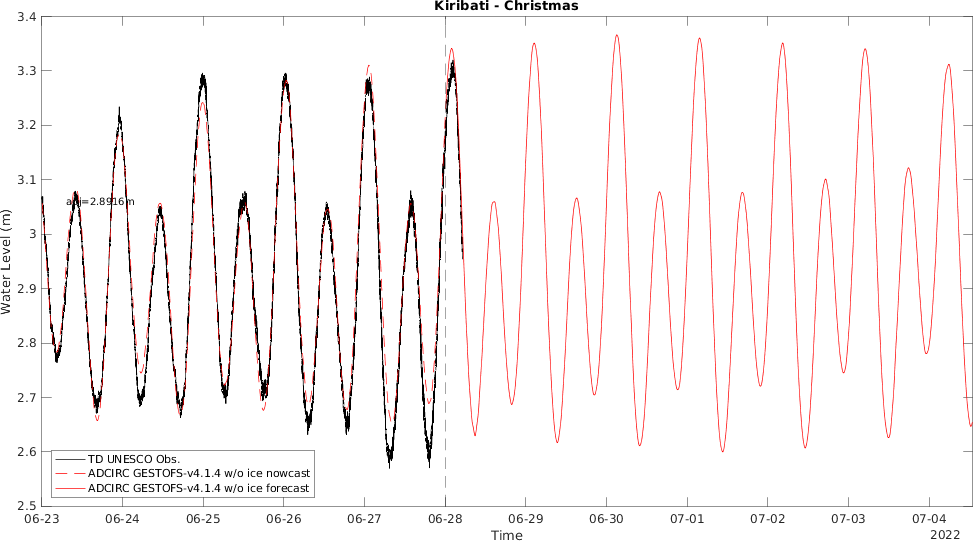 Kiribati - Christmas
3.4
3.3
3.2
3.1
3
2.9
2.8
2.7
2.6
2.5
Water Level (m)
adj=2.8916m
TD UNESCO Obs.
ADCIRC GESTOFS-v4.1.4 w/o ice nowcast
ADCIRC GESTOFS-v4.1.4 w/o ice forecast
06-23 06-24 06-25 06-26 06-27 06-28 06-29 06-30 07-01 07-02 07-03 07-04
Time
2022